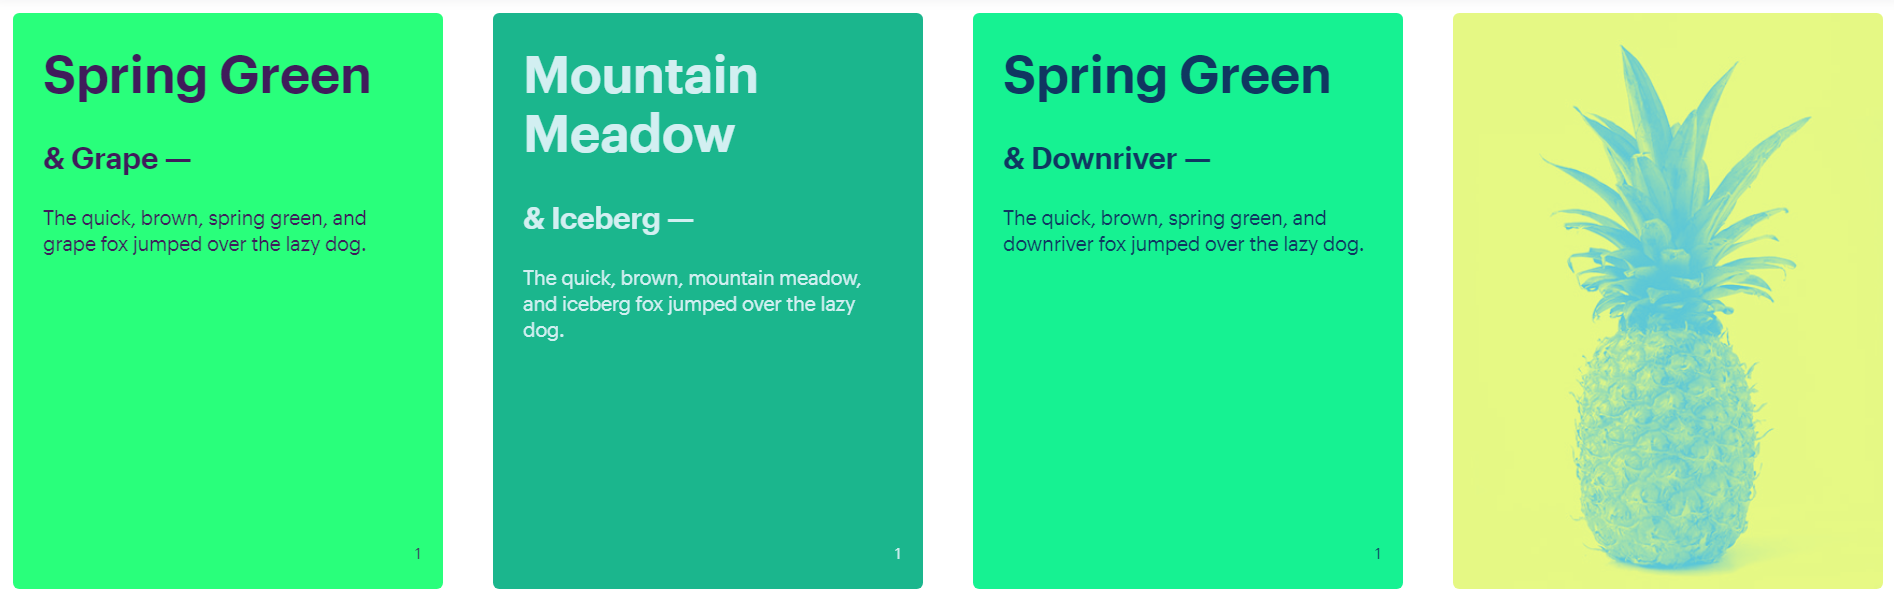 Spring Green
& Grape —
The quick, brown, spring green, and
grape fox jumped over the lazy dog.
1
Mountain
Meadow
& Iceberg —
The quick, brown, mountain meadow,
and iceberg fox jumped over the lazy
dog.
1
Spring Green
& Downriver —
The quick, brown, spring green, and
downriver fox jumped over the lazy dog.
1